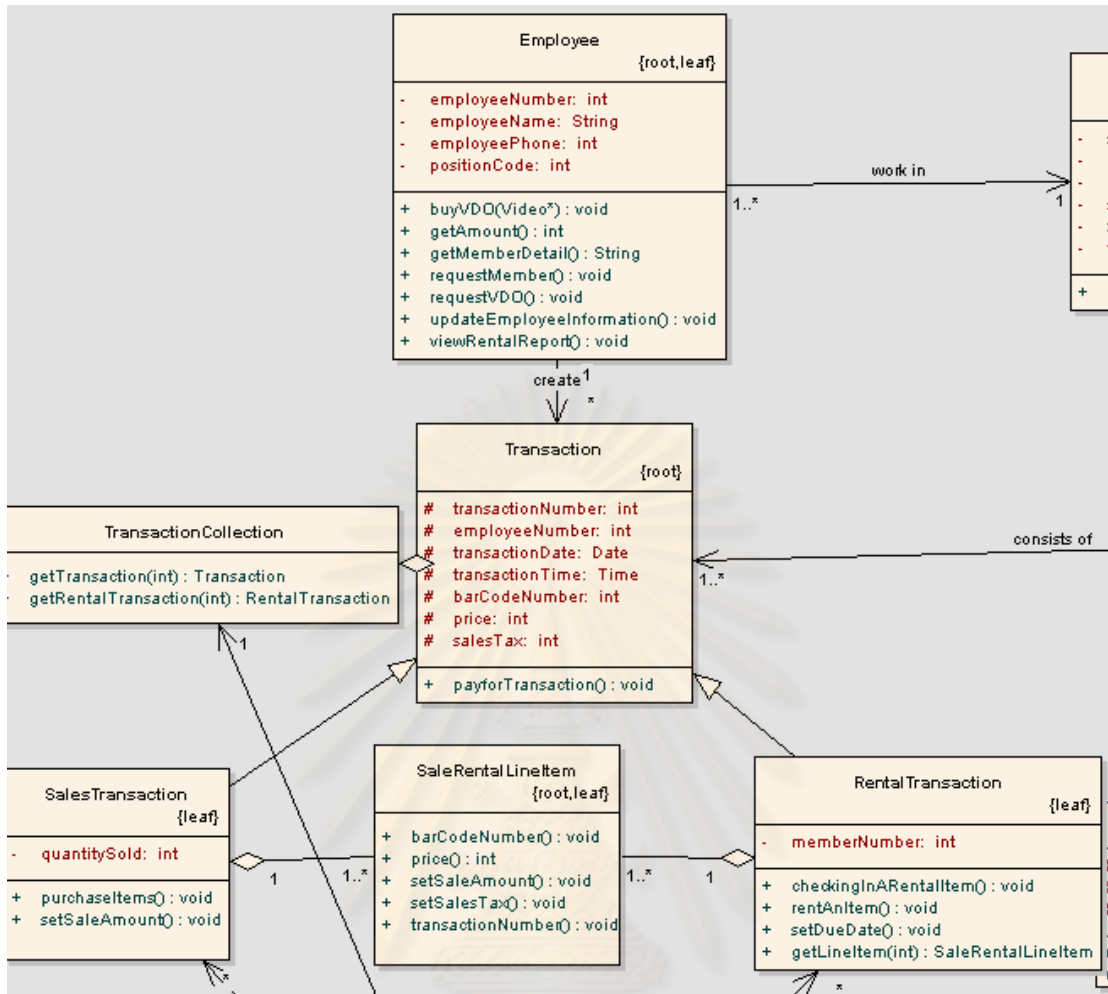 Employee
{root,leaf}
- employeeNumber: int
- employeeName: String
- employeePhone: int
- positionCode: int
+ buyVDO(Video*) : void
+ getAmount() : int
+ getMemberDetail() : String
+ requestMember() : void
+ requestVDO() : void
+ updateEmployeeInformation() : void
+ viewRentalReport() : void
work in
1..*
1
-
-
-
-
-
-
+
create
1
*
Transaction
{root}
# transactionNumber: int
# employeeNumber: int
# transactionDate: Date
# transactionTime: Time
# barCodeNumber: int
# price: int
# salesTax: int
+ payforTransaction() : void
consists of
1..*
TransactionCollection
getTransaction(int) : Transaction
getRentalTransaction(int) : RentalTransaction
1
SalesTransaction
{leaf}
- quantitySold: int
+ purchaseItems() : void
+ setSaleAmount() : void
1
1..*
SaleRentalLineItem
{root,leaf}
+ barCodeNumber() : void
+ price() : int
+ setSaleAmount() : void
+ setSalesTax() : void
+ transactionNumber() : void
1..*
1
RentalTransaction
{leaf}
- memberNumber: int
+ checkingInARentalItem() : void
+ rentAnItem() : void
+ setDueDate() : void
+ getLineItem(int) : SaleRentalLineItem
*
*